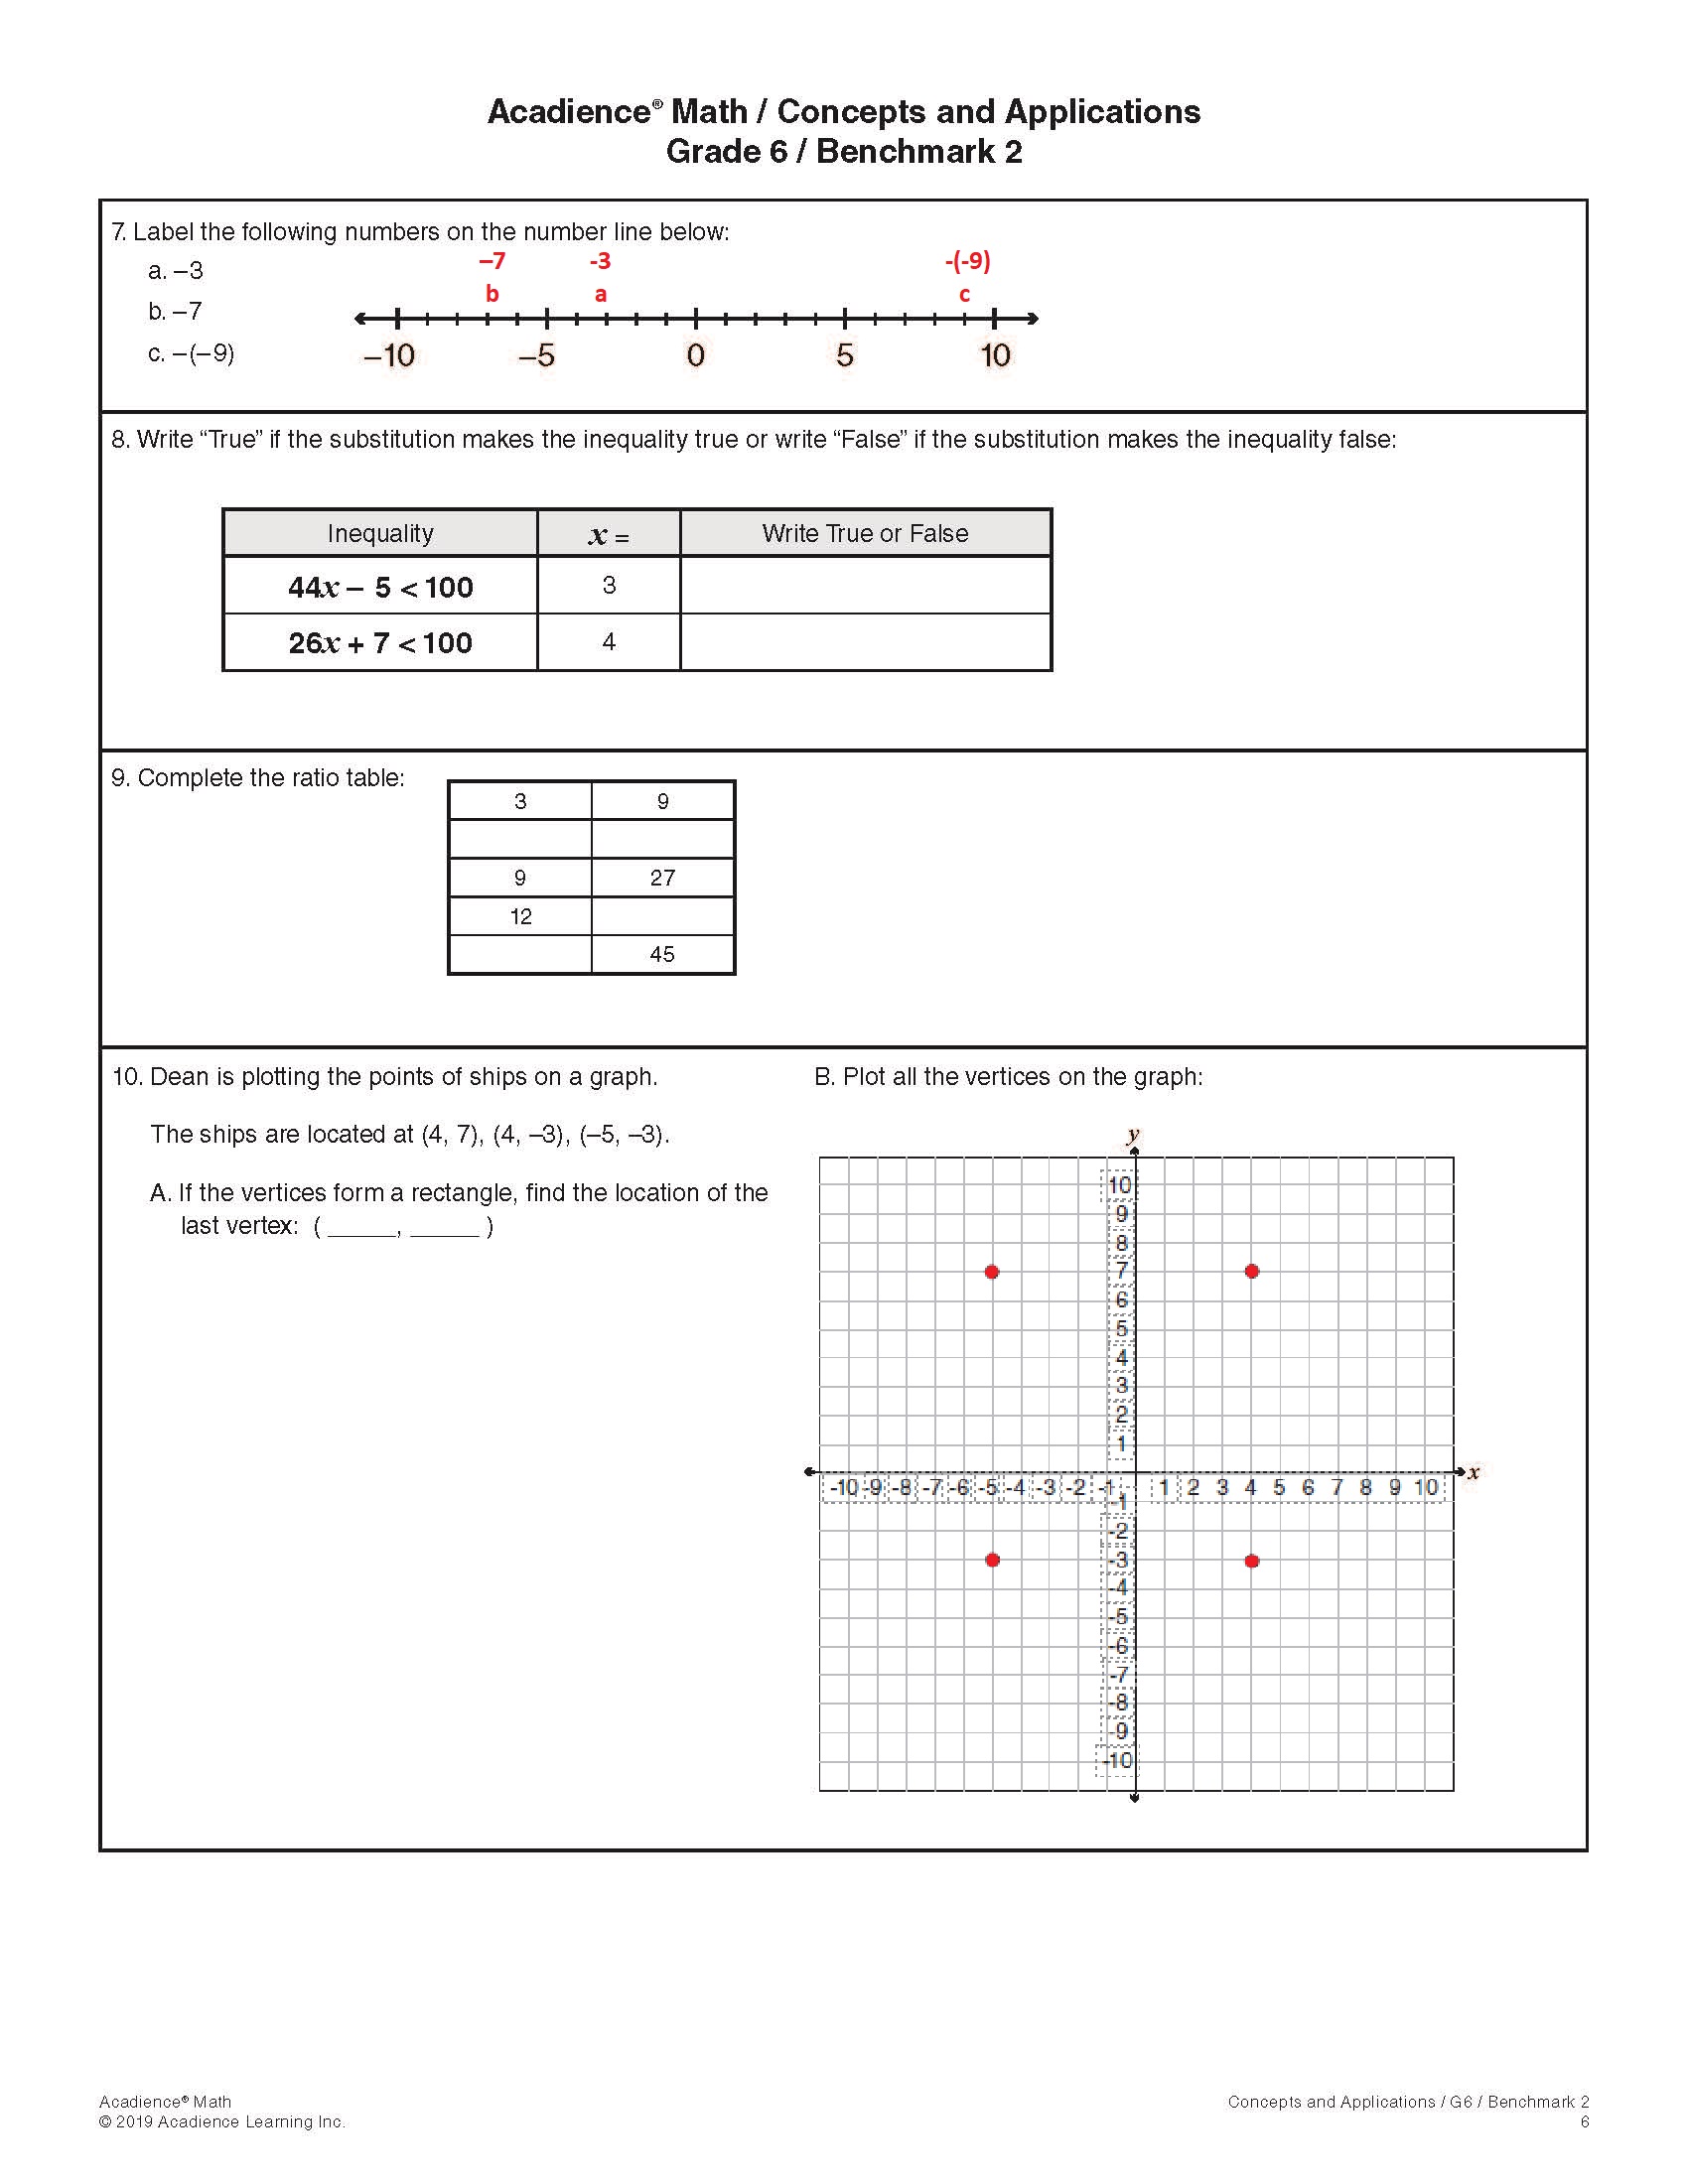 Acadience® Math / Concepts and Applications
Grade 6 / Benchmark 2
7. Label the following numbers on the number line below:
a. –3
b. –7
c. –(–9)
–7 -3 -(-9)
b a c
–10 –5 0 5 10
8. Write “True” if the substitution makes the inequality true or write “False” if the substitution makes the inequality false:
Inequality x = Write True or False
44x – 5 < 100 3
26x + 7 < 100 4
9. Complete the ratio table:
3 9
9 27
12
45
10. Dean is plotting the points of ships on a graph.
The ships are located at (4, 7), (4, –3), (–5, –3).
A. If the vertices form a rectangle, find the location of the
last vertex: ( _____, _____ )
B. Plot all the vertices on the graph:
y
10
9
8
7
6
5
4
3
2
1
-10 -9 -8 -7 -6 -5 -4 -3 -2 -1 1 2 3 4 5 6 7 8 9 10 x
-1
-2
-3
-4
-5
-6
-7
-8
-9
-10
Acadience® Math
© 2019 Acadience Learning Inc.
Concepts and Applications / G6 / Benchmark 2
6